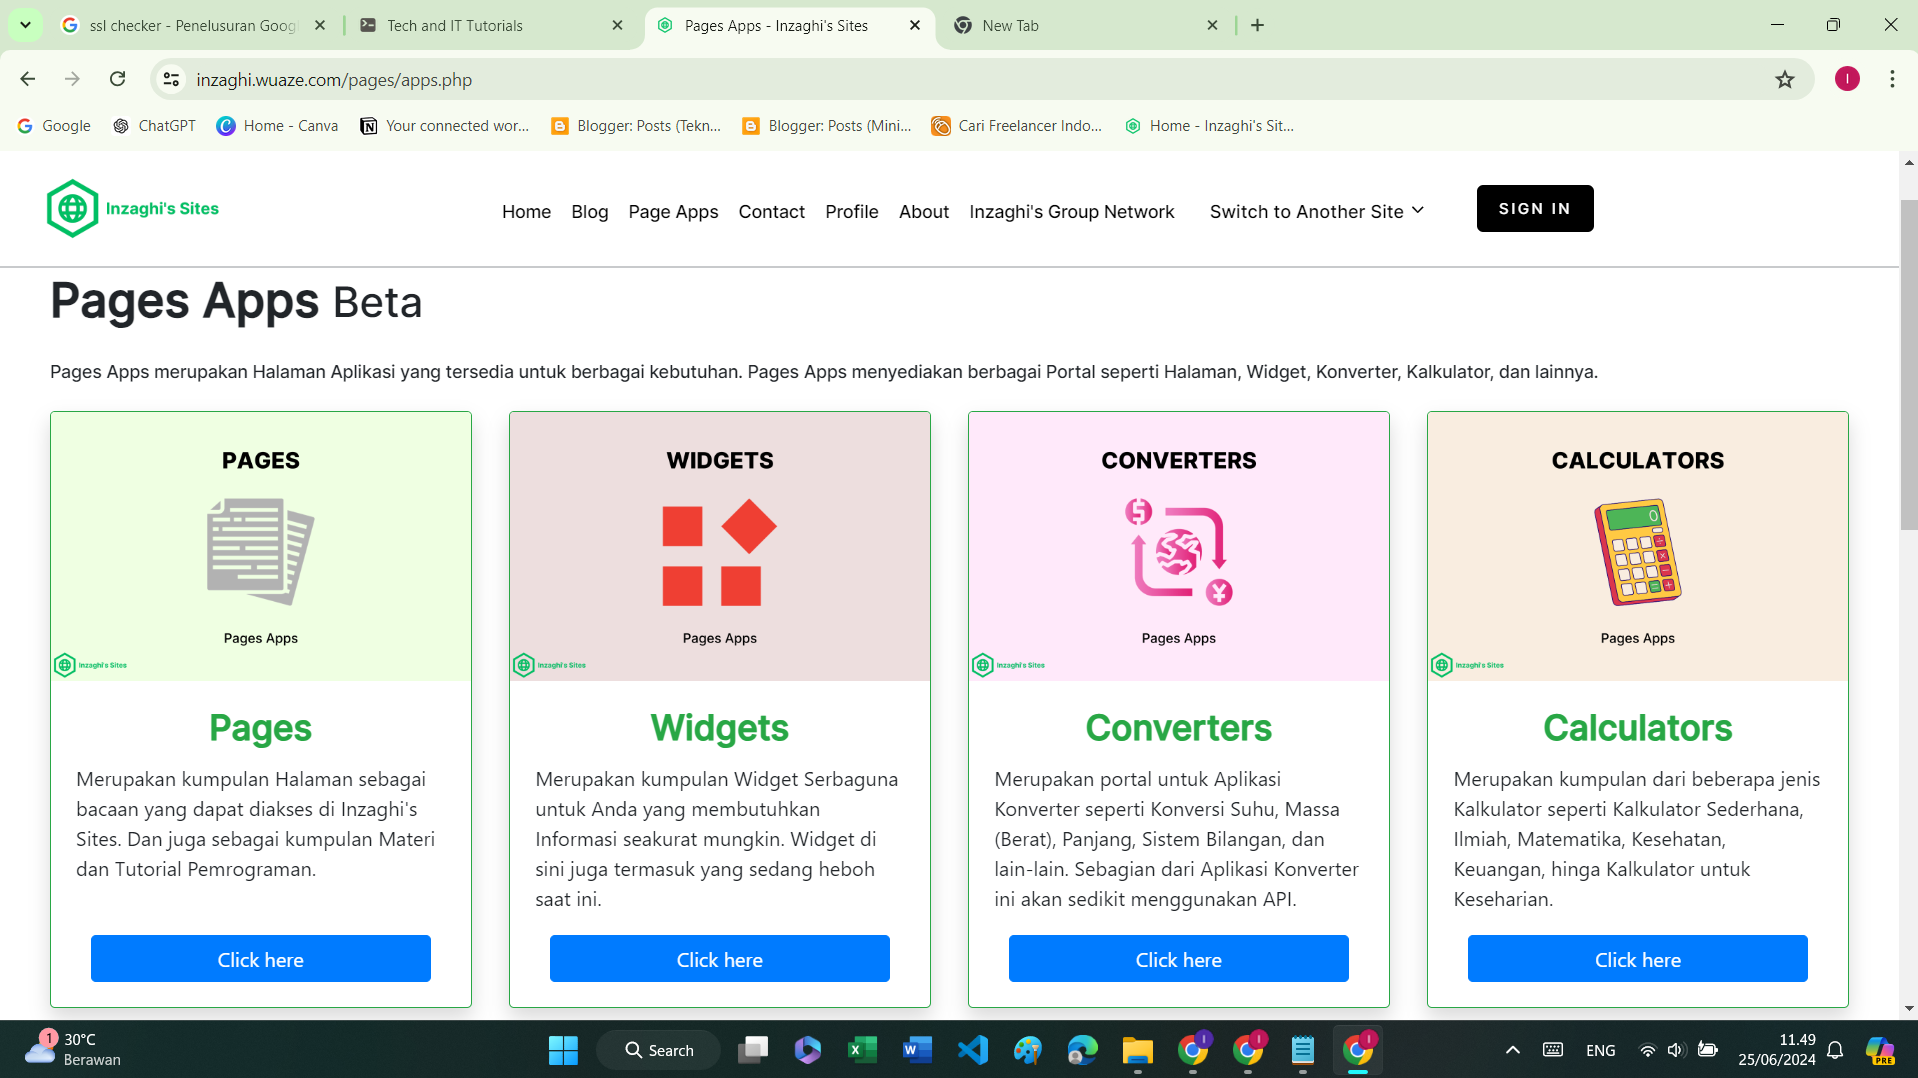 ssl checker - Penelusuran Goog
Tech and IT Tutorials
Pages Apps - Inzaghi's Sites
New Tab
inzaghi.wuaze.com/pages/apps.php
I
Google
ChatGPT
Home - Canva
Your connected wor...
Blogger: Posts (Tekn...
Blogger: Posts (Mini...
Cari Freelancer Indo...
Home - Inzaghi's Sit...
Inzaghi's Sites
Home
Blog
Page Apps
Contact
Profile
About
Inzaghi's Group Network
Switch to Another Site
SIGN IN
Pages Apps Beta
Pages Apps merupakan Halaman Aplikasi yang tersedia untuk berbagai kebutuhan. Pages Apps menyediakan berbagai Portal seperti Halaman, Widget, Konverter, Kalkulator, dan lainnya.
PAGES
Pages Apps
Inzaghi's Sites
Pages
Merupakan kumpulan Halaman sebagai
bacaan yang dapat diakses di Inzaghi's
Sites. Dan juga sebagai kumpulan Materi
dan Tutorial Pemrograman.
Click here
WIDGETS
Pages Apps
Inzaghi's Sites
Widgets
Merupakan kumpulan Widget Serbaguna
untuk Anda yang membutuhkan
Informasi seakurat mungkin. Widget di
sini juga termasuk yang sedang heboh
saat ini.
Click here
CONVERTERS
$
¥
Pages Apps
Inzaghi's Sites
Converters
Merupakan portal untuk Aplikasi
Konverter seperti Konversi Suhu, Massa
(Berat), Panjang, Sistem Bilangan, dan
lain-lain. Sebagian dari Aplikasi Konverter
ini akan sedikit menggunakan API.
Click here
CALCULATORS
0
Pages Apps
Inzaghi's Sites
Calculators
Merupakan kumpulan dari beberapa jenis
Kalkulator seperti Kalkulator Sederhana,
Ilmiah, Matematika, Kesehatan,
Keuangan, hinga Kalkulator untuk
Keseharian.
Click here
1
30°C
Berawan
Search
ENG
11.49
25/06/2024
PRE